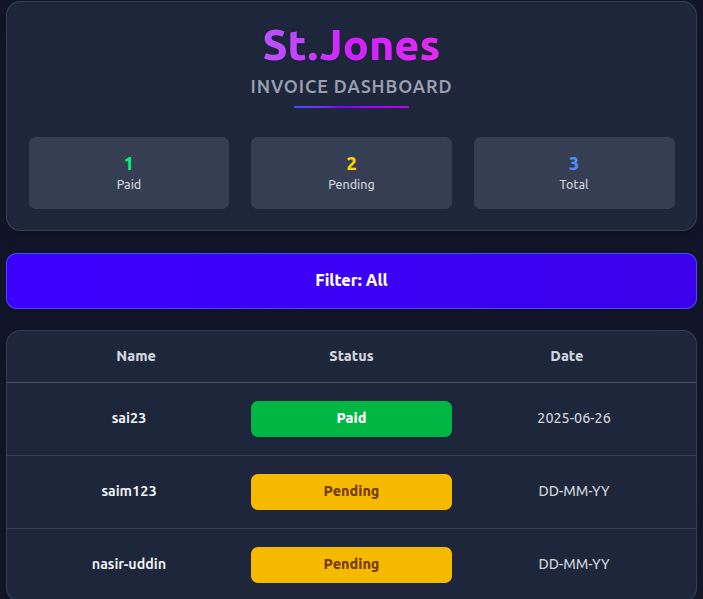 St.Jones
INVOICE DASHBOARD
1 2 3
Paid Pending Total
Filter: All
Name Status Date
sai23 Paid 2025-06-26
saim123 Pending DD-MM-YY
nasir-uddin Pending DD-MM-YY